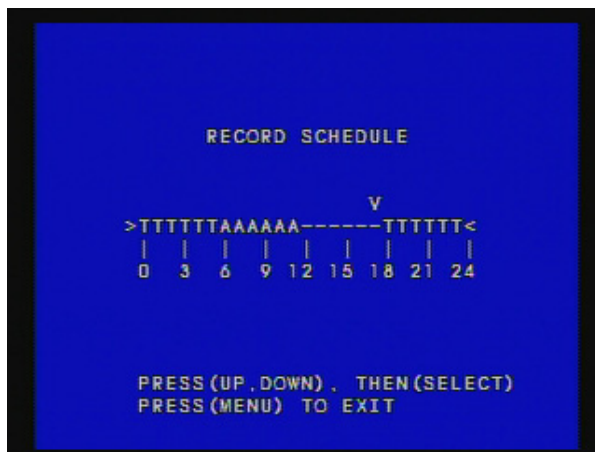 RECORD SCHEDULE
V
>TTTTTTAAAAAA------TTTTTT<
| | | | | | | | |
0 3 6 9 12 15 18 21 24
PRESS(UP,DOWN), THEN(SELECT)
PRESS(MENU) TO EXIT